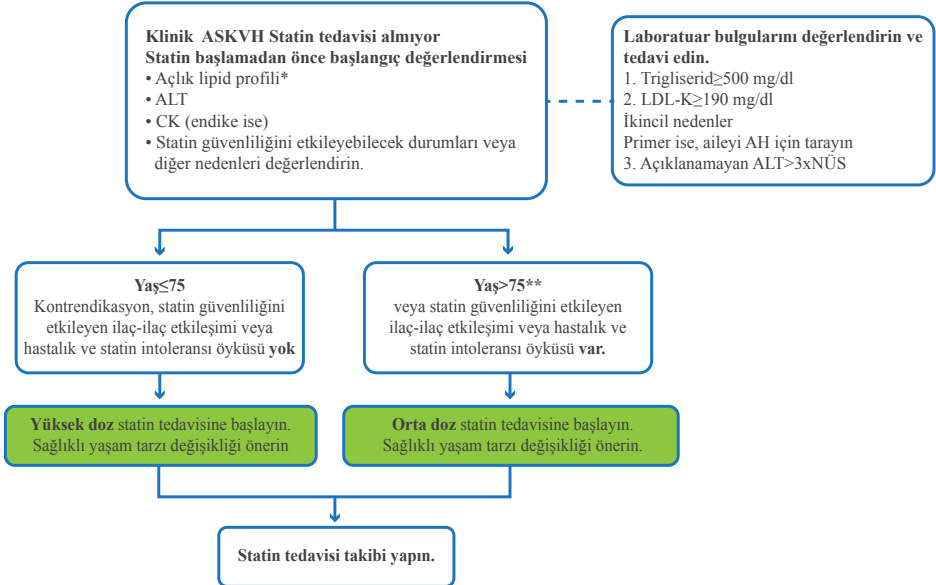 Klinik ASKVH Statin tedavisi almıyor
Statin başlamadan önce başlangıç değerlendirmesi
• Açlık lipid profili*
• ALT
• CK (endike ise)
• Statin güvenliliğini etkileyebilecek durumları veya
diğer nedenleri değerlendirin.
Laboratuar bulgularını değerlendirin ve
tedavi edin.
1. Trigliserid≥500 mg/dl
2. LDL-K≥190 mg/dl
İkincil nedenler
Primer ise, aileyi AH için tarayın
3. Açıklanamayan ALT>3xNÜS
Yaş≤75
Kontrendikasyon, statin güvenliliğini
etkileyen ilaç-ilaç etkileşimi veya
hastalık ve statin intoleransı öyküsü yok
Yaş>75**
veya statin güvenliliğini etkileyen
ilaç-ilaç etkileşimi veya hastalık ve
statin intoleransı öyküsü var.
Yüksek doz statin tedavisine başlayın.
Sağlıklı yaşam tarzı değişikliği önerin
Orta doz statin tedavisine başlayın.
Sağlıklı yaşam tarzı değişikliği önerin.
Statin tedavisi takibi yapın.